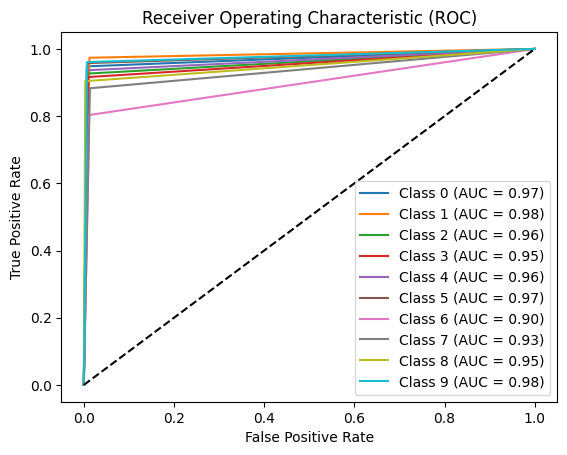 Receiver Operating Characteristic (ROC)
1.0
0.8
0.6
0.4
0.2
0.0
True Positive Rate
Class 0 (AUC = 0.97)
Class 1 (AUC = 0.98)
Class 2 (AUC = 0.96)
Class 3 (AUC = 0.95)
Class 4 (AUC = 0.96)
Class 5 (AUC = 0.97)
Class 6 (AUC = 0.90)
Class 7 (AUC = 0.93)
Class 8 (AUC = 0.95)
Class 9 (AUC = 0.98)
0.0 0.2 0.4 0.6 0.8 1.0
False Positive Rate